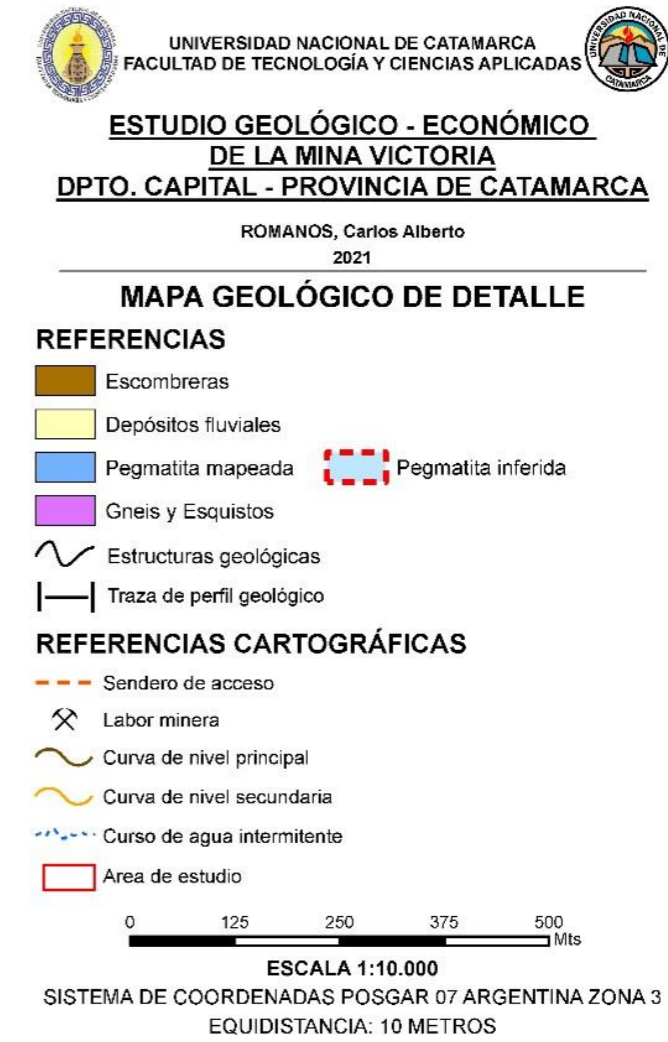 UNIVERSIDAD NACIONAL DE CATAMARCA
FACULTAD DE TECNOLOGÍA Y CIENCIAS APLICADAS
UNIVERSIDAD NACIONAL DE CATAMARCA
ESTUDIO GEOLÓGICO - ECONÓMICO
DE LA MINA VICTORIA
DPTO. CAPITAL - PROVINCIA DE CATAMARCA
ROMANOS, Carlos Alberto
2021
MAPA GEOLÓGICO DE DETALLE
REFERENCIAS
Escombreras
Depósitos fluviales
Pegmatita mapeada Pegmatita inferida
Gneis y Esquistos
Estructuras geológicas
Traza de perfil geológico
REFERENCIAS CARTOGRÁFICAS
Sendero de acceso
Labor minera
Curva de nivel principal
Curva de nivel secundaria
Curso de agua intermitente
Area de estudio
0 125 250 375 500
Mts
ESCALA 1:10.000
SISTEMA DE COORDENADAS POSGAR 07 ARGENTINA ZONA 3
EQUIDISTANCIA: 10 METROS